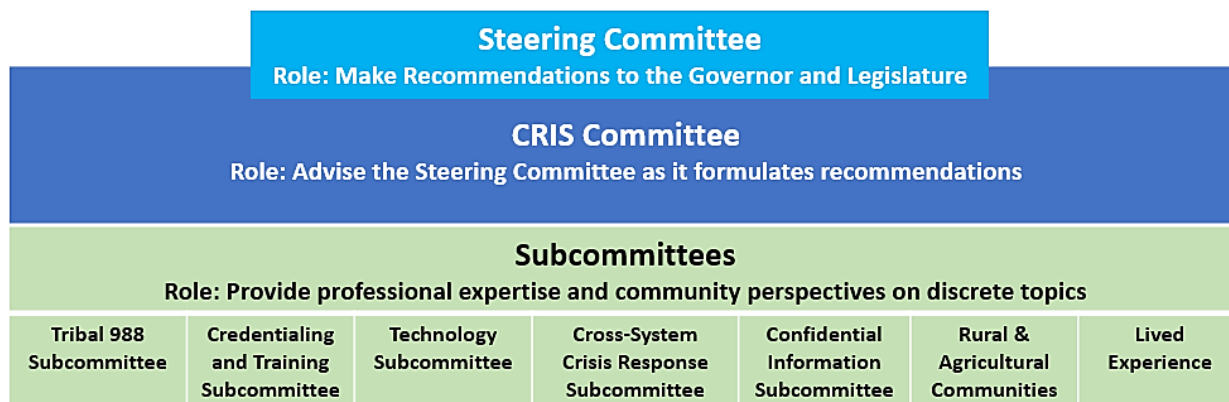 Steering Committee
Role: Make Recommendations to the Governor and Legislature
CRIS Committee
Role: Advise the Steering Committee as it formulates recommendations
Subcommittees
Role: Provide professional expertise and community perspectives on discrete topics
Tribal 988
Subcommittee
Credentialing
and Training
Subcommittee
Technology
Subcommittee
Cross-System
Crisis Response
Subcommittee
Confidential
Information
Subcommittee
Rural &
Agricultural
Communities
Lived
Experience